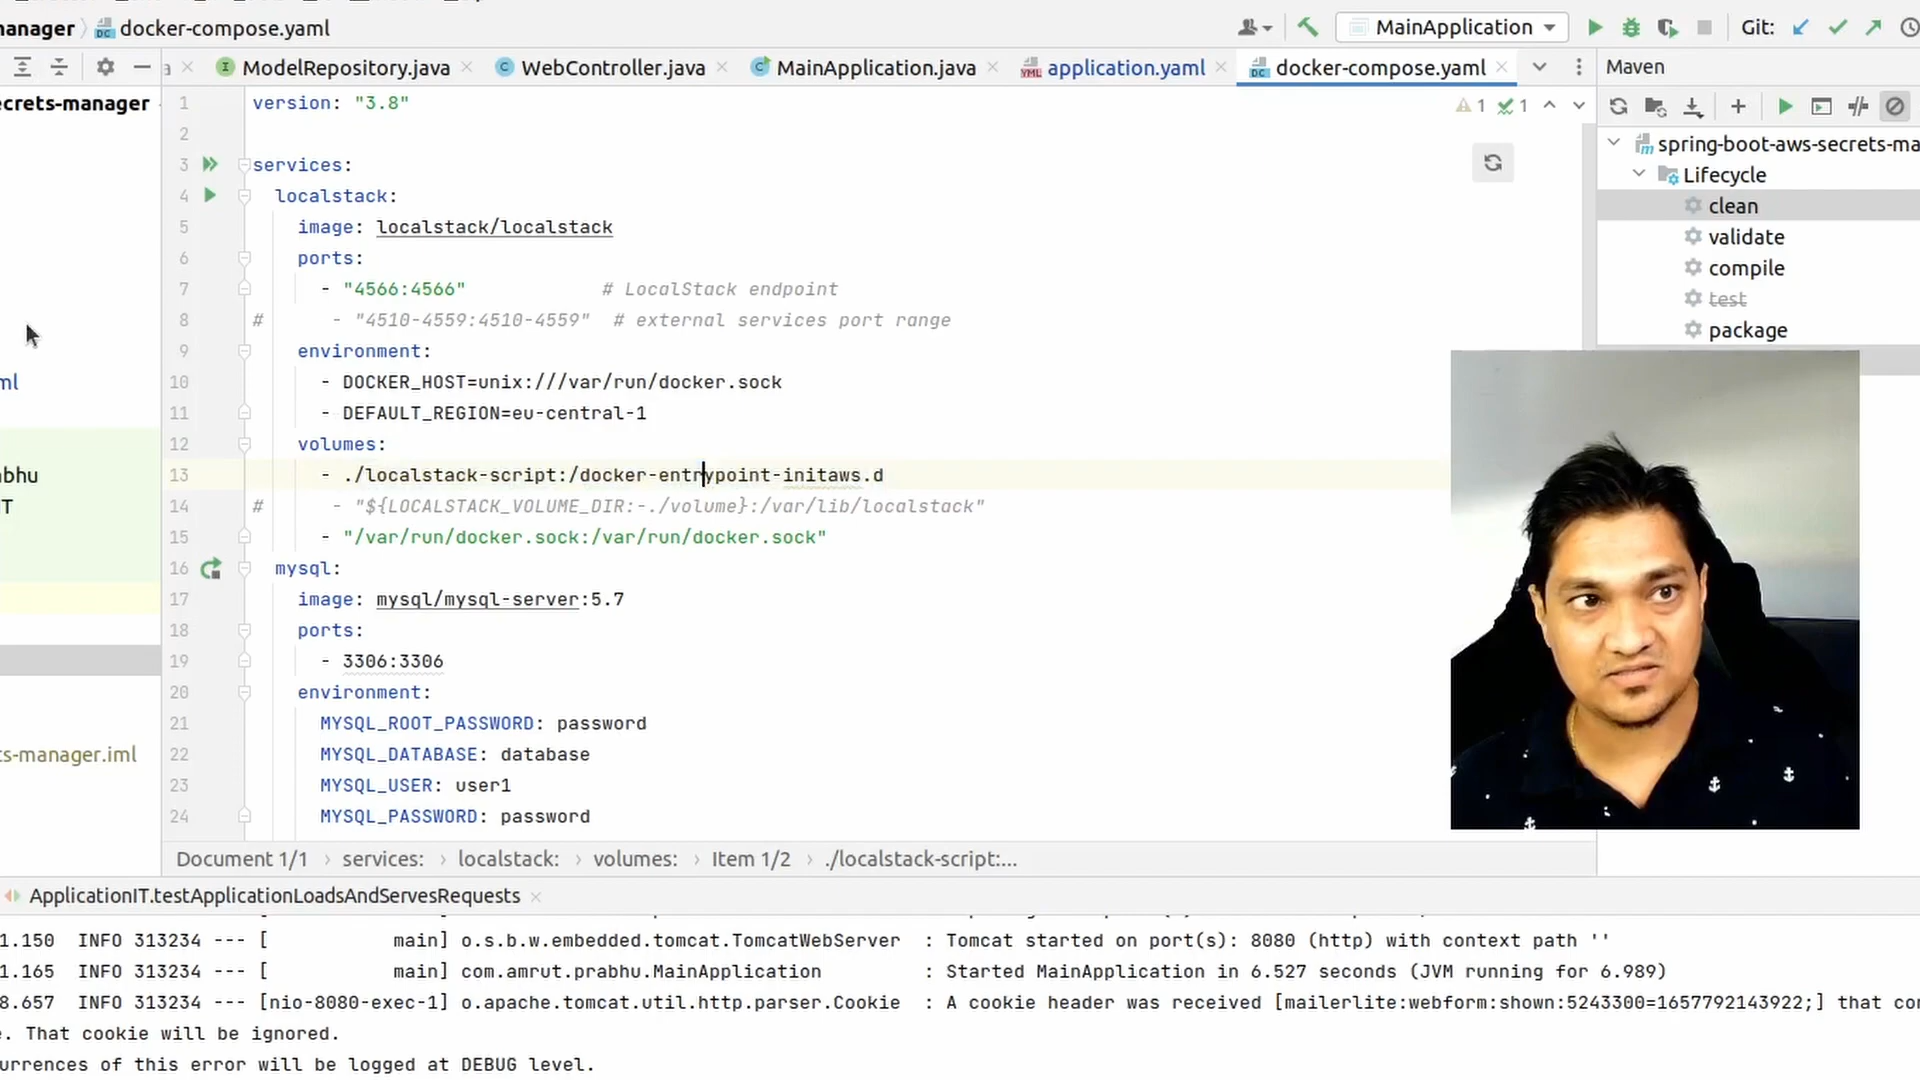 manager docker-compose.yaml MainApplication Git:
ModelRepository.java WebController.java MainApplication.java application.yaml docker-compose.yaml Maven
ecrets-manager
1 version: "3.8" 1 1
2
3 services:
4 localstack:
5 image: localstack/localstack
6 ports:
7 - "4566:4566" # LocalStack endpoint
8 # - "4510-4559:4510-4559" # external services port range
9 environment:
10 - DOCKER_HOST=unix:///var/run/docker.sock
11 - DEFAULT_REGION=eu-central-1
12 volumes:
13 - ./localstack-script:/docker-entrypoint-initaws.d
14 # - "${LOCALSTACK_VOLUME_DIR:-./volume}:/var/lib/localstack"
15 - "/var/run/docker.sock:/var/run/docker.sock"
16 mysql:
17 image: mysql/mysql-server:5.7
18 ports:
19 - 3306:3306
20 environment:
21 MYSQL_ROOT_PASSWORD: password
22 MYSQL_DATABASE: database
23 MYSQL_USER: user1
24 MYSQL_PASSWORD: password
ml
abhu
T
ts-manager.iml
spring-boot-aws-secrets-ma
Lifecycle
clean
validate
compile
test
package
Document 1/1 › services: › localstack: › volumes: › Item 1/2 › ./localstack-script:...
ApplicationIT.testApplicationLoadsAndServesRequests
1.150 INFO 313234 --- [ main] o.s.b.w.embedded.tomcat.TomcatWebServer : Tomcat started on port(s): 8080 (http) with context path ''
1.165 INFO 313234 --- [ main] com.amrut.prabhu.MainApplication : Started MainApplication in 6.527 seconds (JVM running for 6.989)
8.657 INFO 313234 --- [nio-8080-exec-1] o.apache.tomcat.util.http.parser.Cookie : A cookie header was received [mailerlite:webform:shown:5243300=1657792143922;] that co
e. That cookie will be ignored.
urrences of this error will be logged at DEBUG level.